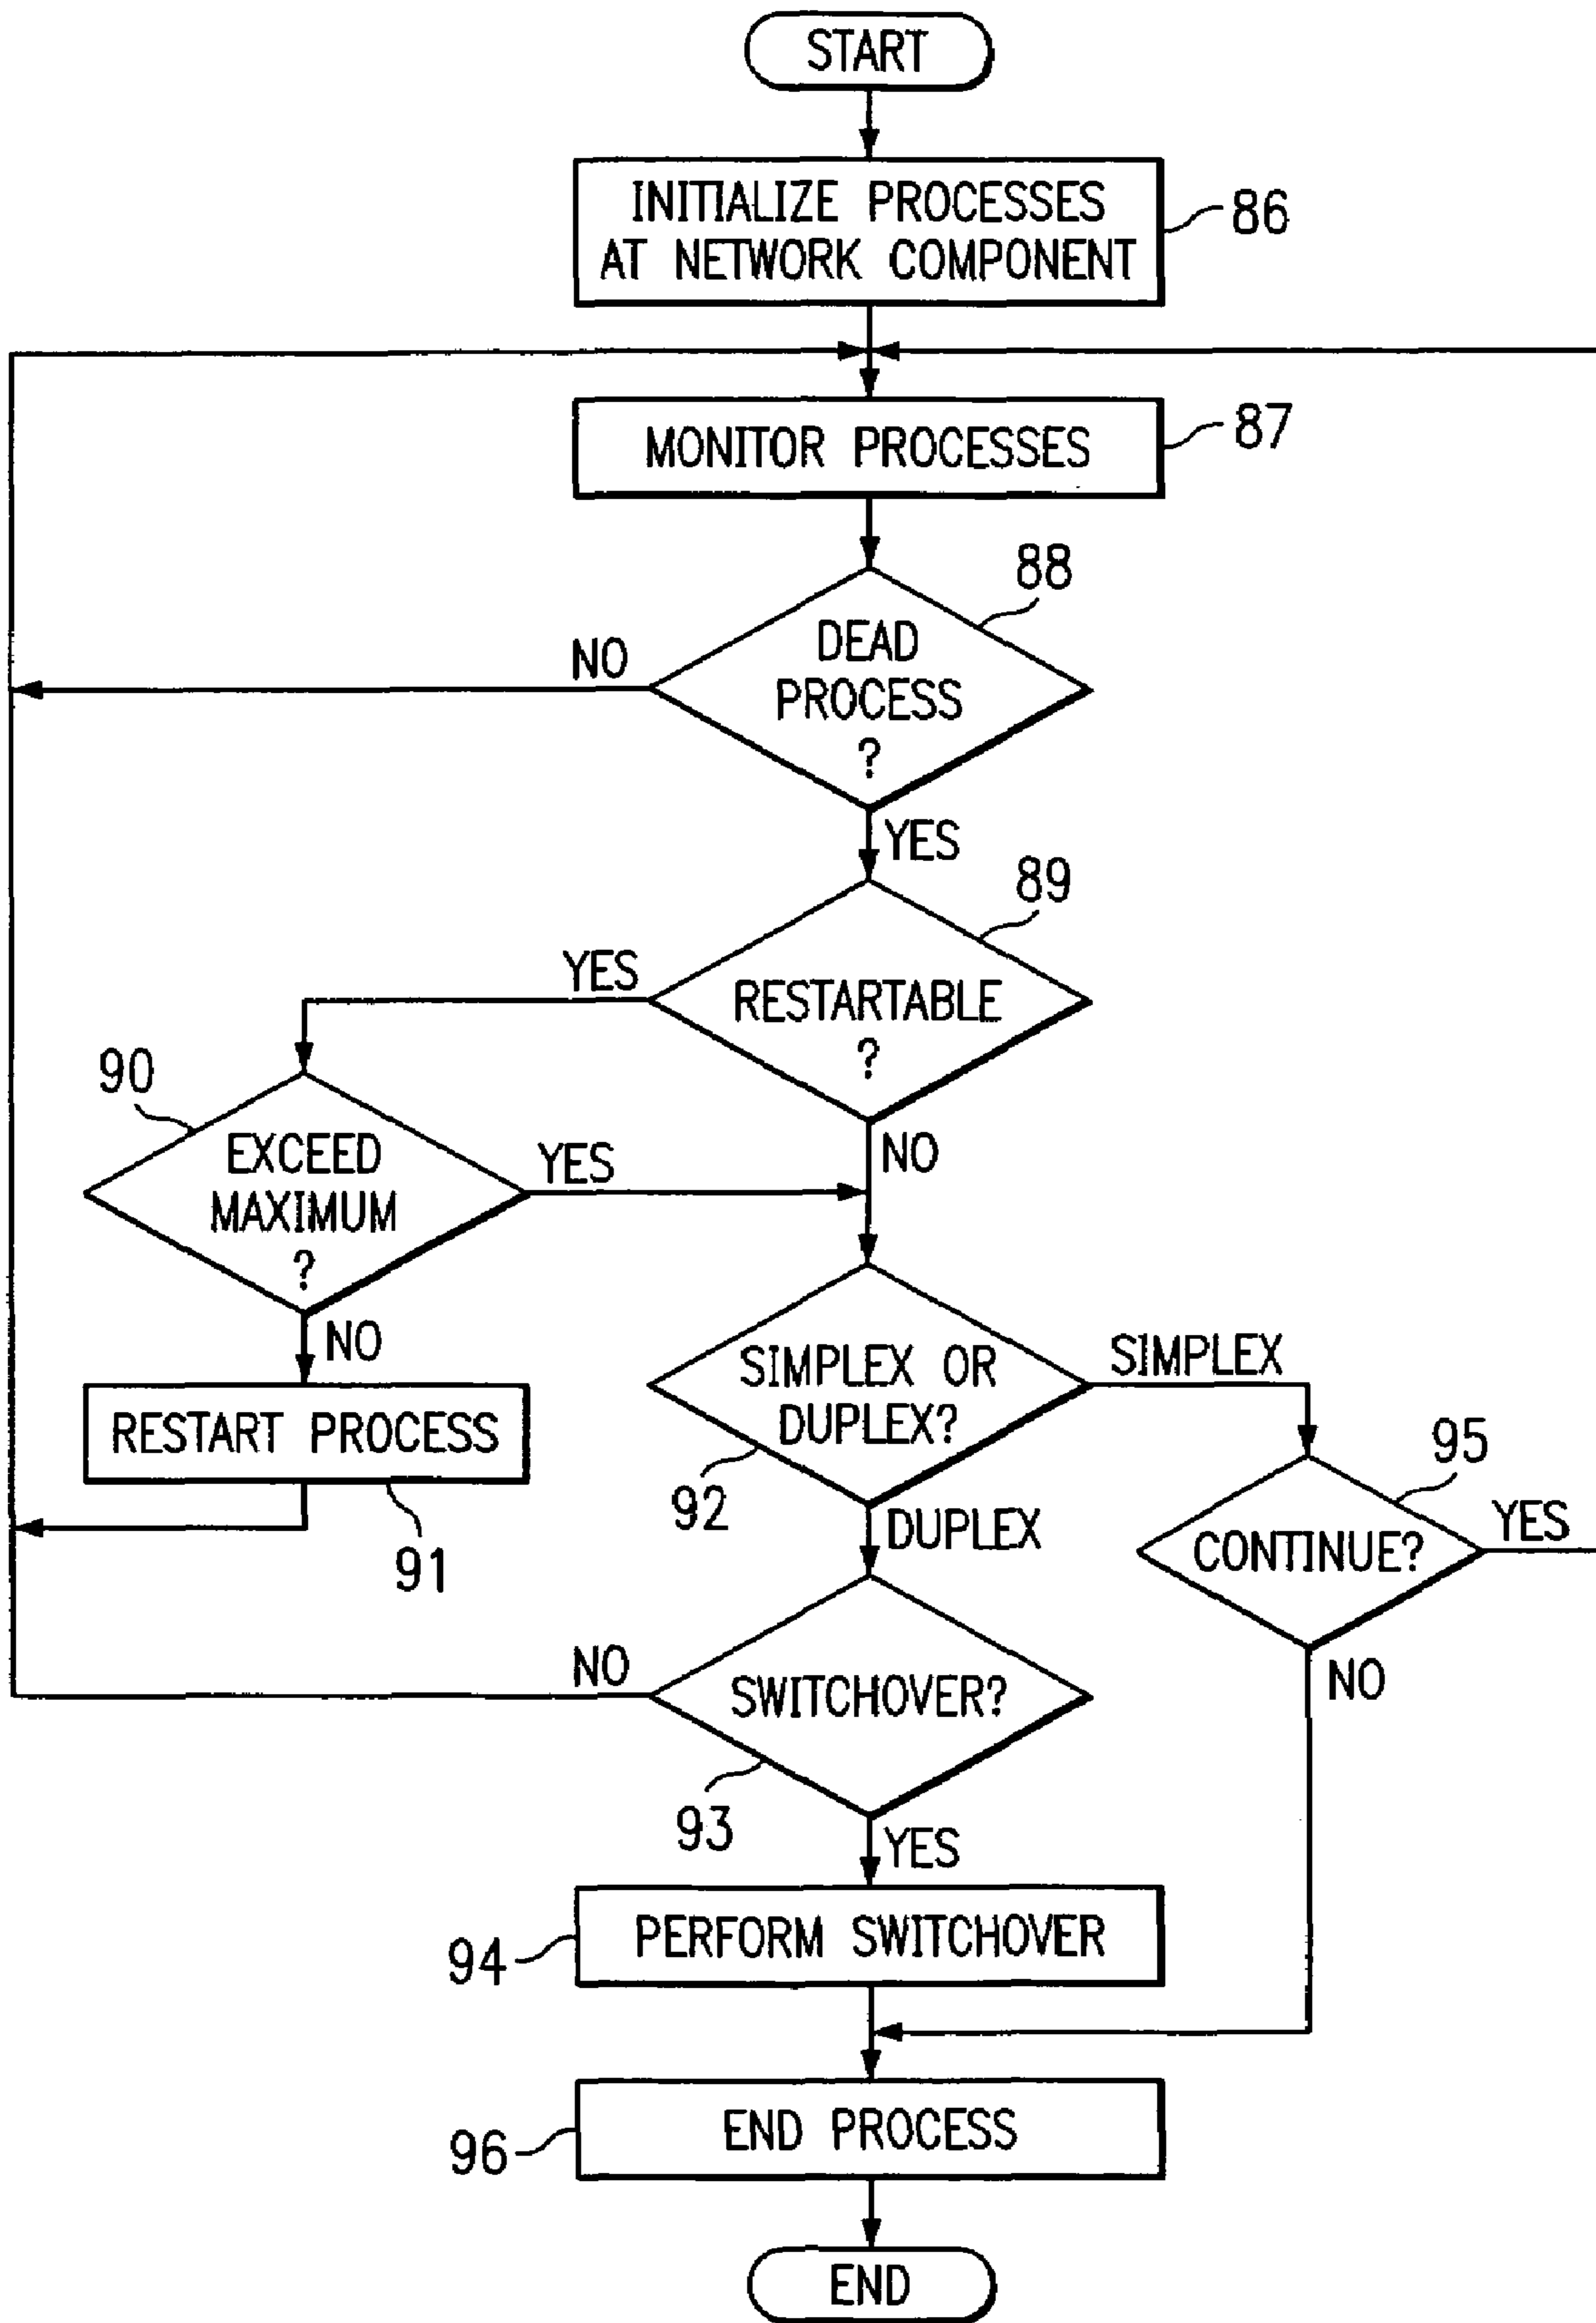 START
INITIALIZE PROCESSES
AT NETWORK COMPONENT
86
MONITOR PROCESSES
87
88
DEAD
PROCESS
?
NO
YES
89
RESTARTABLE
?
YES
NO
90
EXCEED
MAXIMUM
?
YES
NO
RESTART PROCESS
91
SIMPLEX OR
DUPLEX?
SIMPLEX
92
DUPLEX
95
CONTINUE?
YES
NO
SWITCHOVER?
NO
93
YES
PERFORM SWITCHOVER
94
END PROCESS
96
END